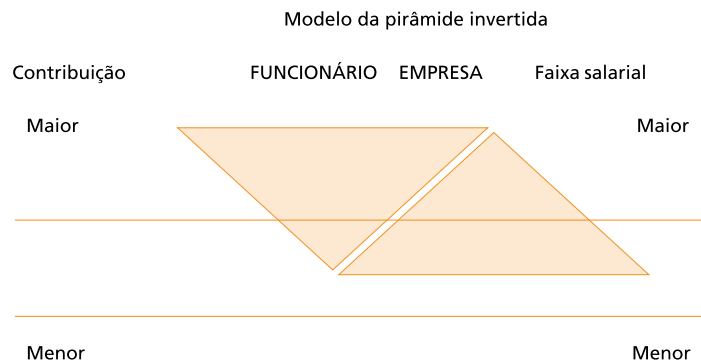 Modelo da pirâmide invertida
Contribuição FUNCIONÁRIO EMPRESA Faixa salarial
Maior Maior
Menor Menor